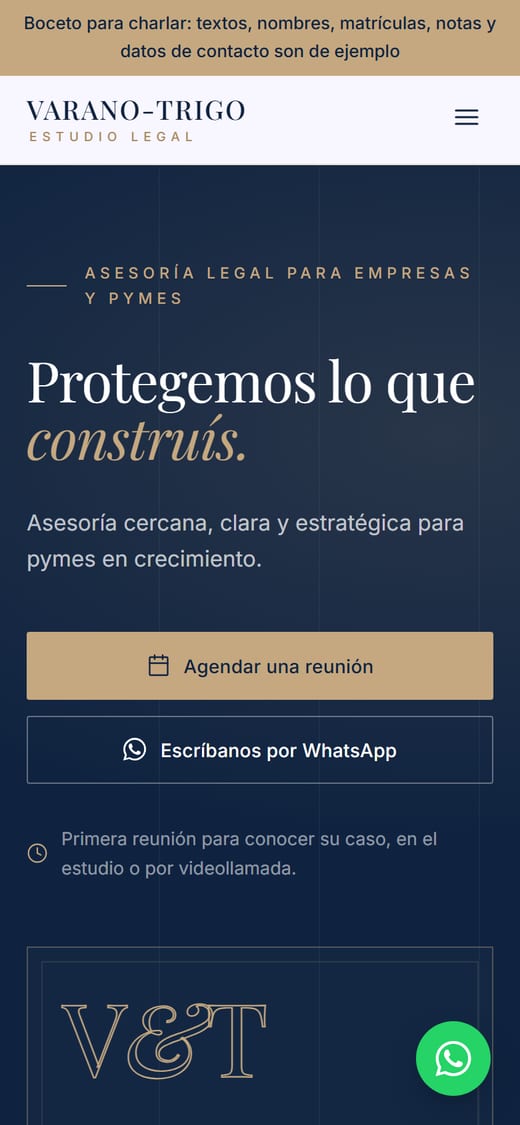 Boceto para charlar: textos, nombres, matrículas, notas y
datos de contacto son de ejemplo
VARANO-TRIGO
ESTUDIO LEGAL
ASESORÍA LEGAL PARA EMPRESAS
Y PYMES
Protegemos lo que
construís.
Asesoría cercana, clara y estratégica para
pymes en crecimiento.
Agendar una reunión
Escríbanos por WhatsApp
Primera reunión para conocer su caso, en el
estudio o por videollamada.
V&T